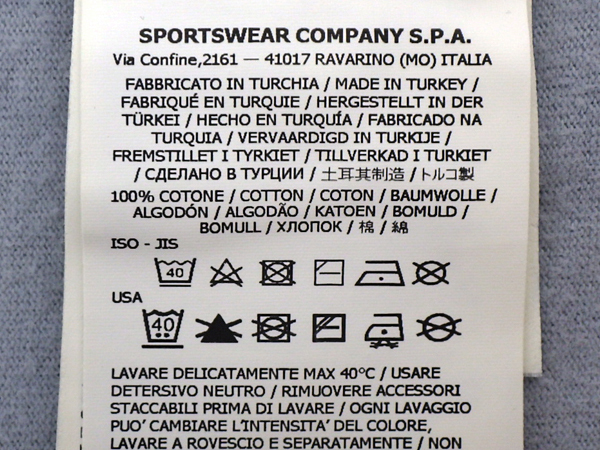 SPORTSWEAR COMPANY S.P.A.
Via Confine,2161 — 41017 RAVARINO (MO) ITALIA
FABBRICATO IN TURCHIA / MADE IN TURKEY /
FABRIQUÉ EN TURQUIE / HERGESTELLT IN DER
TÜRKEI / HECHO EN TURQUÍA / FABRICADO NA
TURQUIA / VERVAARDIGD IN TURKIJE /
FREMSTILLET I TYRKIET / TILLVERKAD I TURKIET
/ СДЕЛАНО В ТУРЦИИ / 土耳其制造 / トルコ製
100% COTONE / COTTON / COTON / BAUMWOLLE /
ALGODÓN / ALGODÃO / KATOEN / BOMULD /
BOMULL / ХЛОПОК / 棉 / 綿
ISO - JIS
40
USA
40
LAVARE DELICATAMENTE MAX 40°C / USARE
DETERSIVO NEUTRO / RIMUOVERE ACCESSORI
STACCABILI PRIMA DI LAVARE / OGNI LAVAGGIO
PUO' CAMBIARE L'INTENSITA' DEL COLORE,
LAVARE A ROVESCIO E SEPARATAMENTE / NON